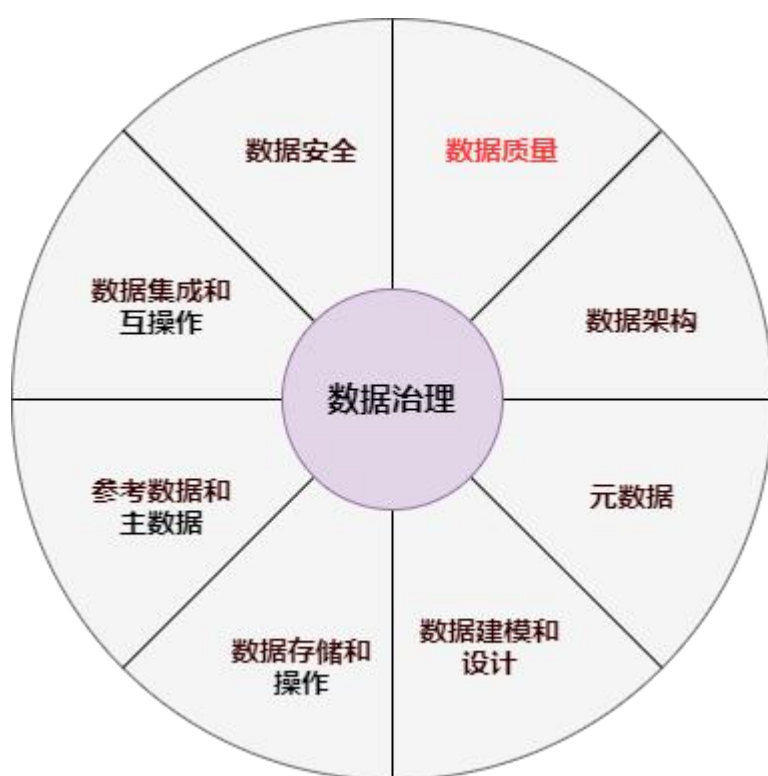 数据安全
数据质量
数据集成和
互操作
数据架构
数据治理
参考数据和
主数据
元数据
数据存储和
操作
数据建模和
设计